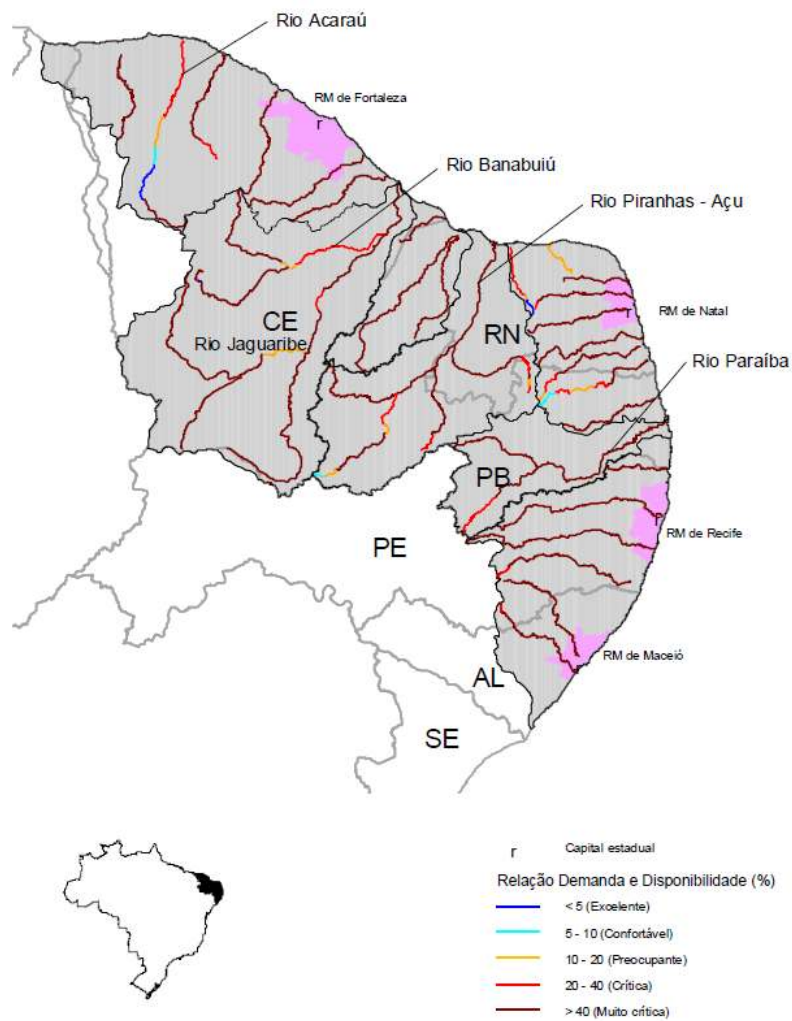 Rio Acaraú
RM de Fortaleza
r
Rio Banabuiú
Rio Piranhas - Açu
CE
Rio Jaguaribe
RN
RM de Natal
r
Rio Paraíba
PB
r
RM de Recife
PE
RM de Maceió
AL
SE
r Capital estadual
Relação Demanda e Disponibilidade (%)
< 5 (Excelente)
5 - 10 (Confortável)
10 - 20 (Preocupante)
20 - 40 (Crítica)
> 40 (Muito crítica)